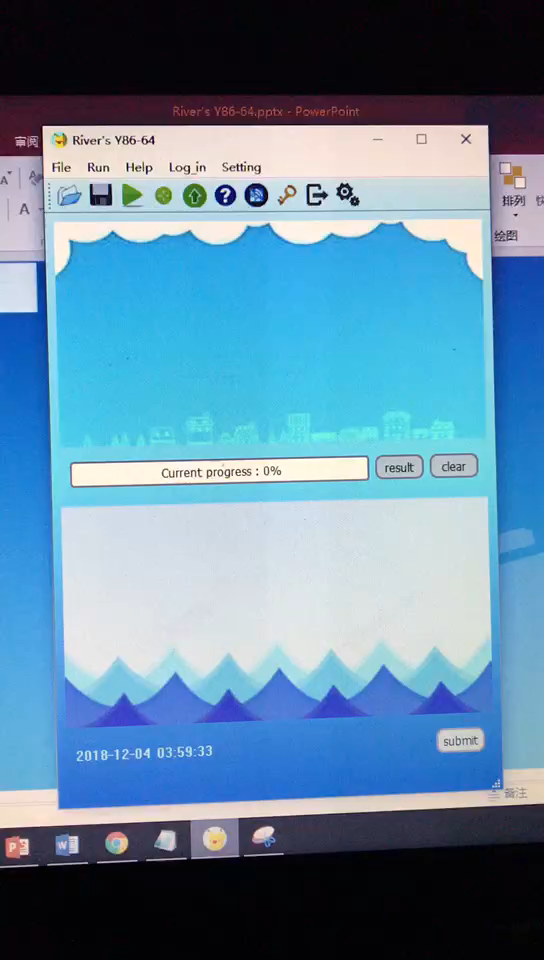 River's Y86-64.pptx - PowerPoint
审阅
River's Y86-64
File Run Help Log_in Setting
A
A
排列
绘图
Current progress : 0%
result
clear
2018-12-04 03:59:33
submit
备注